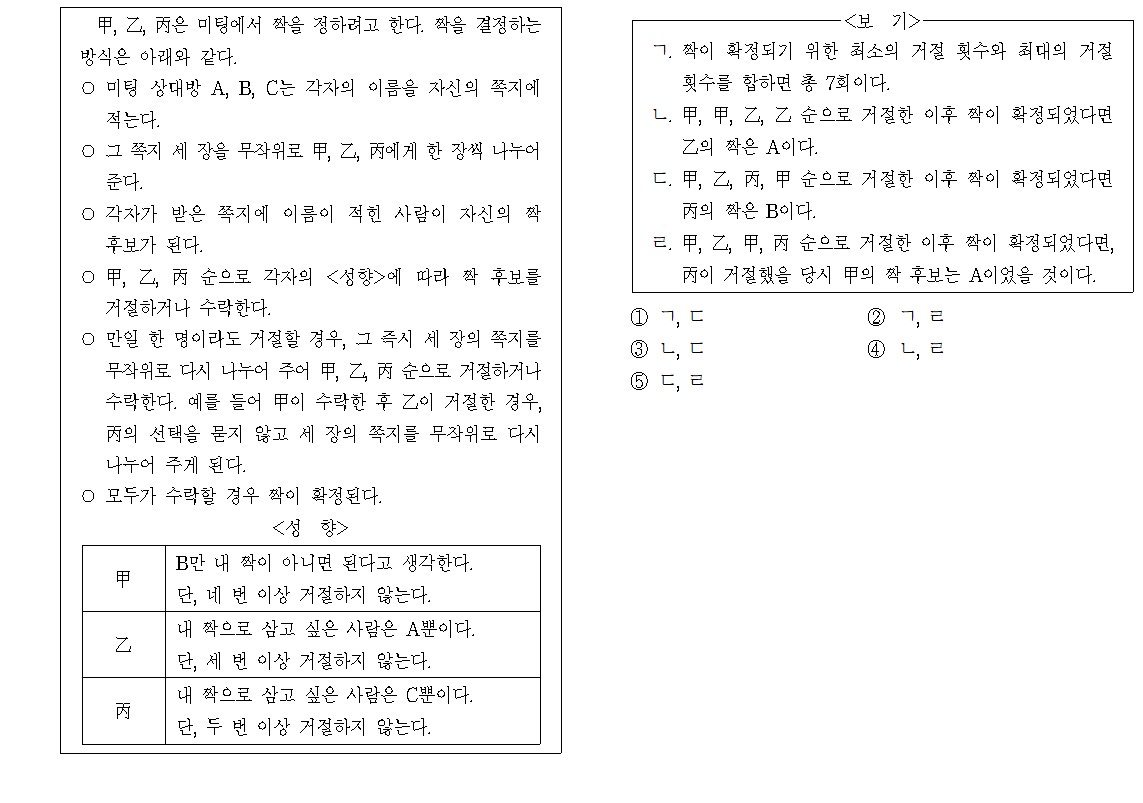 甲, 乙, 丙은 미팅에서 짝을 정하려고 한다. 짝을 결정하는
방식은 아래와 같다.
○ 미팅 상대방 A, B, C는 각자의 이름을 자신의 쪽지에
적는다.
○ 그 쪽지 세 장을 무작위로 甲, 乙, 丙에게 한 장씩 나누어
준다.
○ 각자가 받은 쪽지에 이름이 적힌 사람이 자신의 짝
후보가 된다.
○ 甲, 乙, 丙 순으로 각자의 <성향>에 따라 짝 후보를
거절하거나 수락한다.
○ 만일 한 명이라도 거절할 경우, 그 즉시 세 장의 쪽지를
무작위로 다시 나누어 주어 甲, 乙, 丙 순으로 거절하거나
수락한다. 예를 들어 甲이 수락한 후 乙이 거절한 경우,
丙의 선택을 묻지 않고 세 장의 쪽지를 무작위로 다시
나누어 주게 된다.
○ 모두가 수락할 경우 짝이 확정된다.
<성 향>
甲
B만 내 짝이 아니면 된다고 생각한다.
단, 네 번 이상 거절하지 않는다.
乙
내 짝으로 삼고 싶은 사람은 A뿐이다.
단, 세 번 이상 거절하지 않는다.
丙
내 짝으로 삼고 싶은 사람은 C뿐이다.
단, 두 번 이상 거절하지 않는다.
<보 기>
ㄱ. 짝이 확정되기 위한 최소의 거절 횟수와 최대의 거절
횟수를 합하면 총 7회이다.
ㄴ. 甲, 甲, 乙, 乙 순으로 거절한 이후 짝이 확정되었다면
乙의 짝은 A이다.
ㄷ. 甲, 乙, 丙, 甲 순으로 거절한 이후 짝이 확정되었다면
丙의 짝은 B이다.
ㄹ. 甲, 乙, 甲, 丙 순으로 거절한 이후 짝이 확정되었다면,
丙이 거절했을 당시 甲의 짝 후보는 A이었을 것이다.
① ㄱ, ㄷ ② ㄱ, ㄹ
③ ㄴ, ㄷ ④ ㄴ, ㄹ
⑤ ㄷ, ㄹ